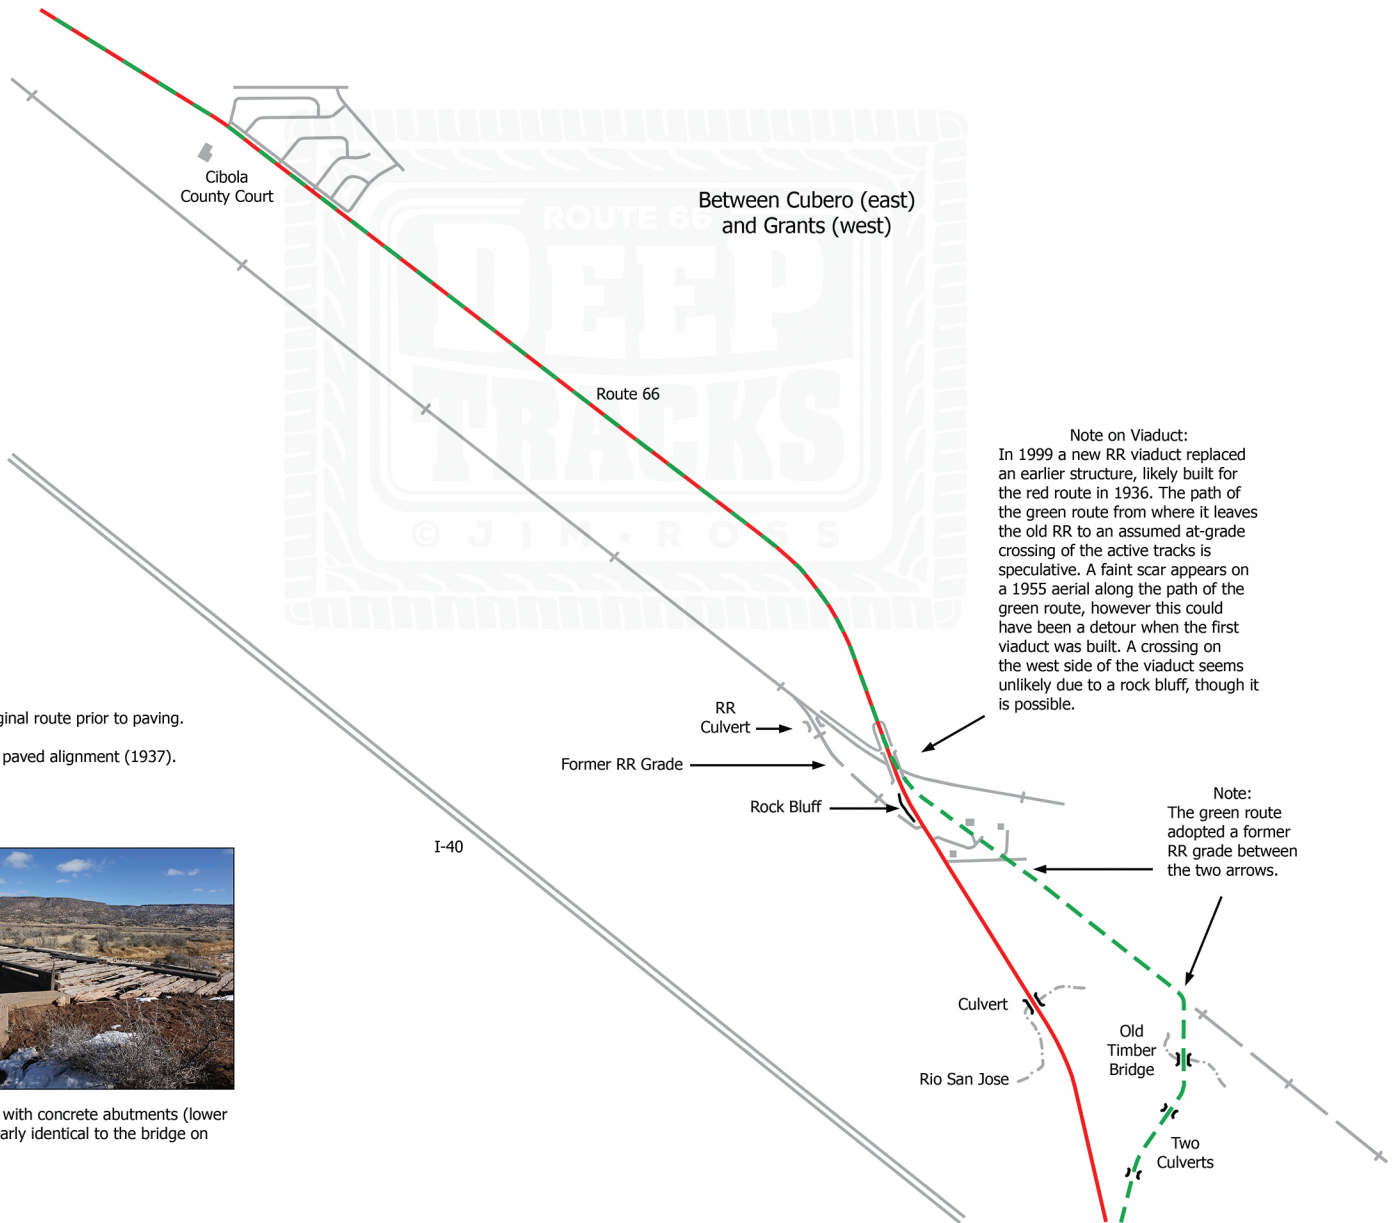 Cibola
County Court
Between Cubero (east)
and Grants (west)
ROUTE 66
DEEP
TRACKS
© JIM · ROSS
Route 66
Note on Viaduct:
In 1999 a new RR viaduct replaced
an earlier structure, likely built for
the red route in 1936. The path of
the green route from where it leaves
the old RR to an assumed at-grade
crossing of the active tracks is
speculative. A faint scar appears on
a 1955 aerial along the path of the
green route, however this could
have been a detour when the first
viaduct was built. A crossing on
the west side of the viaduct seems
unlikely due to a rock bluff, though it
is possible.
ginal route prior to paving.
paved alignment (1937).
RR
Culvert
Former RR Grade
Rock Bluff
I-40
Note:
The green route
adopted a former
RR grade between
the two arrows.
Culvert
Rio San Jose
Old
Timber
Bridge
Two
Culverts
with concrete abutments (lower
arly identical to the bridge on